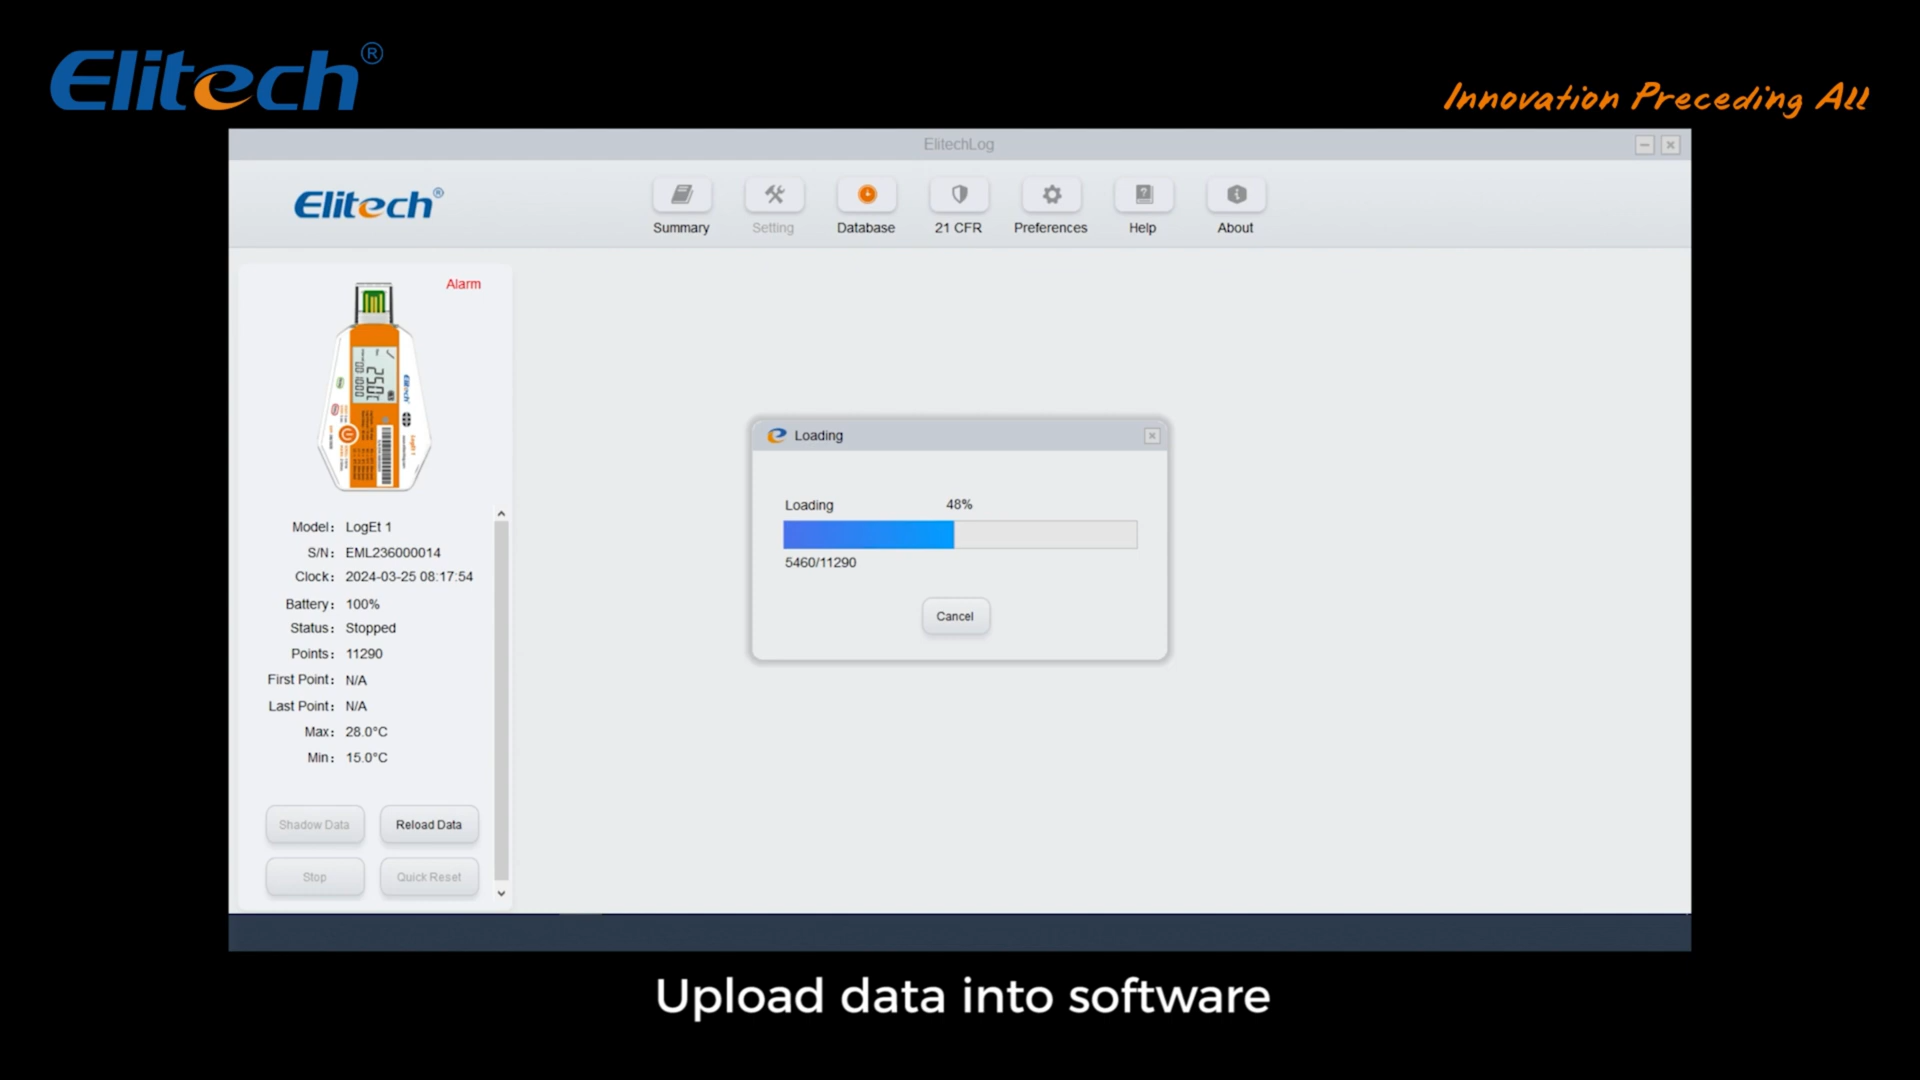 Elitech®
Innovation Preceding All
ElitechLog
Elitech®
Summary
Setting
Database
21 CFR
Preferences
Help
About
Alarm
Loading
Loading 48%
5460/11290
Cancel
Model: LogEt 1
S/N: EML236000014
Clock: 2024-03-25 08:17:54
Battery: 100%
Status: Stopped
Points: 11290
First Point: N/A
Last Point: N/A
Max: 28.0°C
Min: 15.0°C
Shadow Data
Reload Data
Stop
Quick Reset
Upload data into software